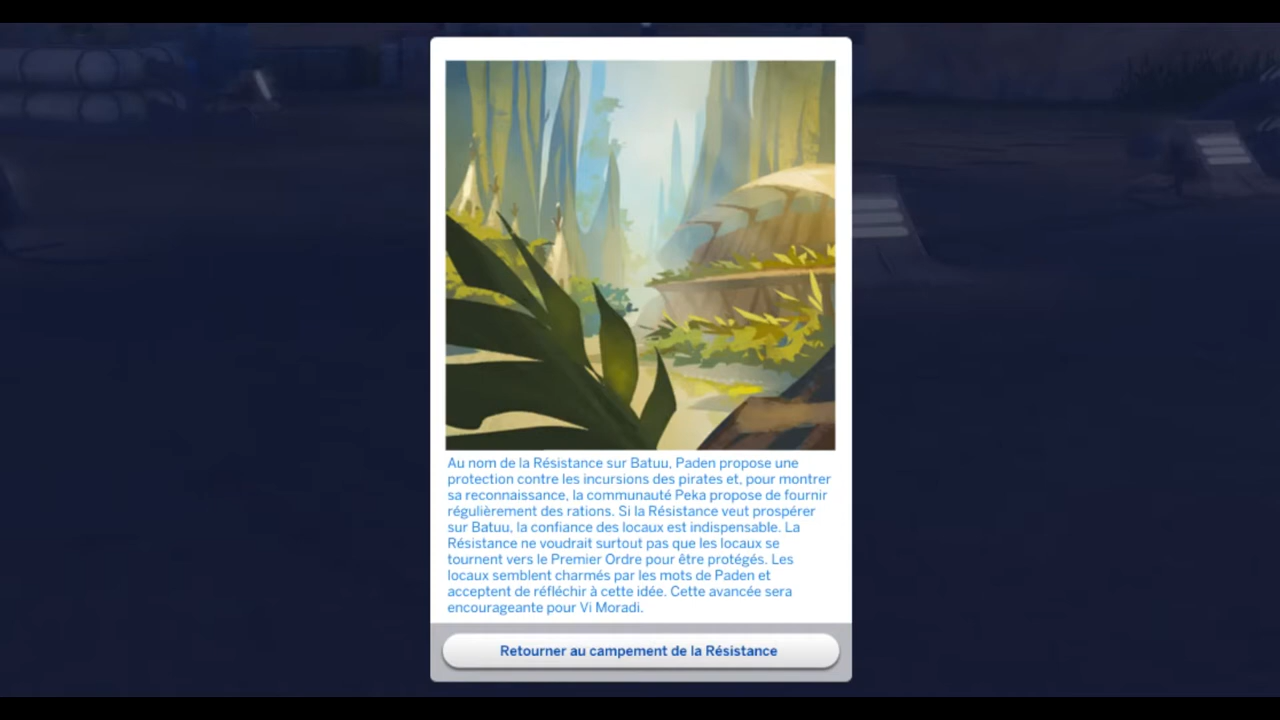 Au nom de la Résistance sur Batuu, Paden propose une
protection contre les incursions des pirates et, pour montrer
sa reconnaissance, la communauté Peka propose de fournir
régulièrement des rations. Si la Résistance veut prospérer
sur Batuu, la confiance des locaux est indispensable. La
Résistance ne voudrait surtout pas que les locaux se
tournent vers le Premier Ordre pour être protégés. Les
locaux semblent charmés par les mots de Paden et
acceptent de réfléchir à cette idée. Cette avancée sera
encourageante pour Vi Moradi.
Retourner au campement de la Résistance